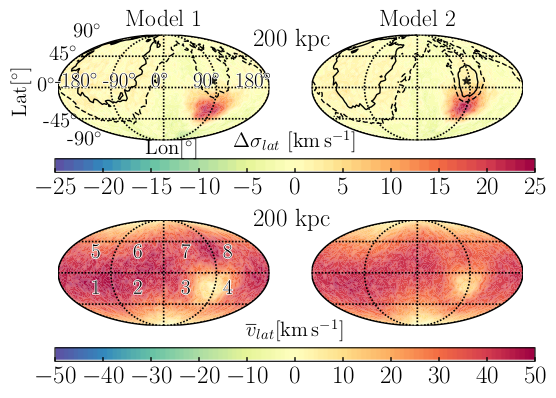 Model 1 Model 2
200 kpc
90°
45°
0°
-45°
-90°
Lat[°]
-180° -90° 0° 90° 180°
Lon[°]
Δσ_lat [km s⁻¹]
−25 −20 −15 −10 −5 0 5 10 15 20 25
200 kpc
5 6 7 8
1 2 3 4
v̅_lat[km s⁻¹]
−50 −40 −30 −20 −10 0 10 20 30 40 50